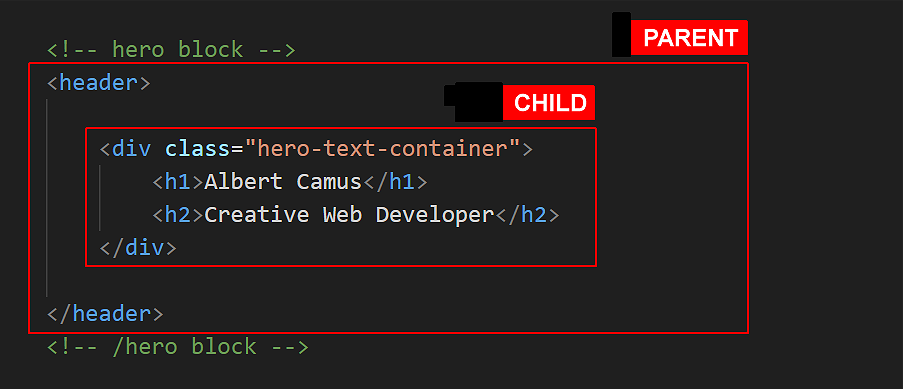 <!-- hero block -->
PARENT
<header>
CHILD
<div class="hero-text-container">
<h1>Albert Camus</h1>
<h2>Creative Web Developer</h2>
</div>
</header>
<!-- /hero block -->